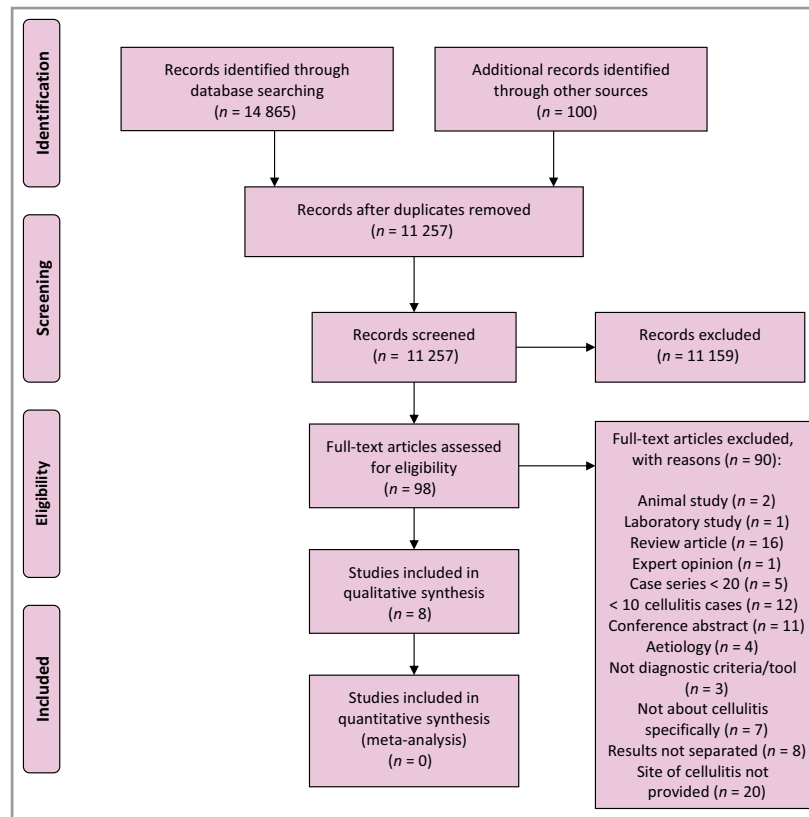 Identification
Records identified through
database searching
(n = 14 865)
Additional records identified
through other sources
(n = 100)
Records after duplicates removed
(n = 11 257)
Screening
Records screened
(n = 11 257)
Records excluded
(n = 11 159)
Eligibility
Full-text articles assessed
for eligibility
(n = 98)
Full-text articles excluded,
with reasons (n = 90):
Animal study (n = 2)
Laboratory study (n = 1)
Review article (n = 16)
Expert opinion (n = 1)
Case series < 20 (n = 5)
< 10 cellulitis cases (n = 12)
Conference abstract (n = 11)
Aetiology (n = 4)
Not diagnostic criteria/tool
(n = 3)
Not about cellulitis
specifically (n = 7)
Results not separated (n = 8)
Site of cellulitis not
provided (n = 20)
Studies included in
qualitative synthesis
(n = 8)
Included
Studies included in
quantitative synthesis
(meta-analysis)
(n = 0)